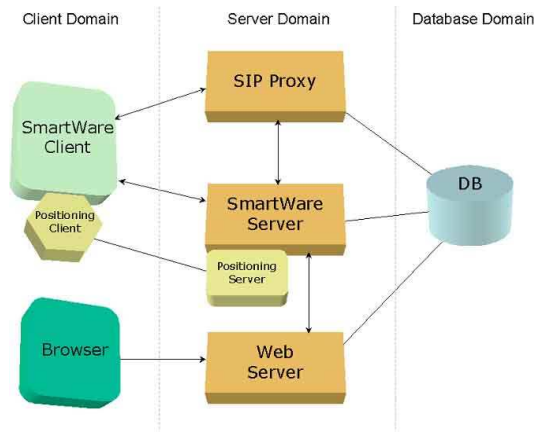 Client Domain
Server Domain
Database Domain
SIP Proxy
SmartWare
Client
DB
Positioning
Client
SmartWare
Server
Positioning
Server
Browser
Web
Server